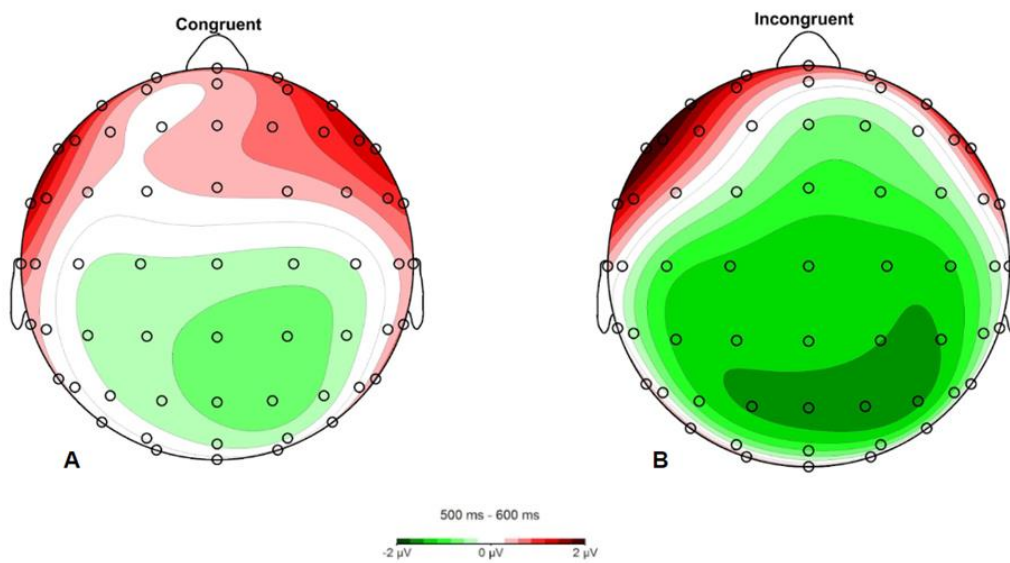 Congruent
Incongruent
A
B
500 ms - 600 ms
-2 µV
0 µV
2 µV